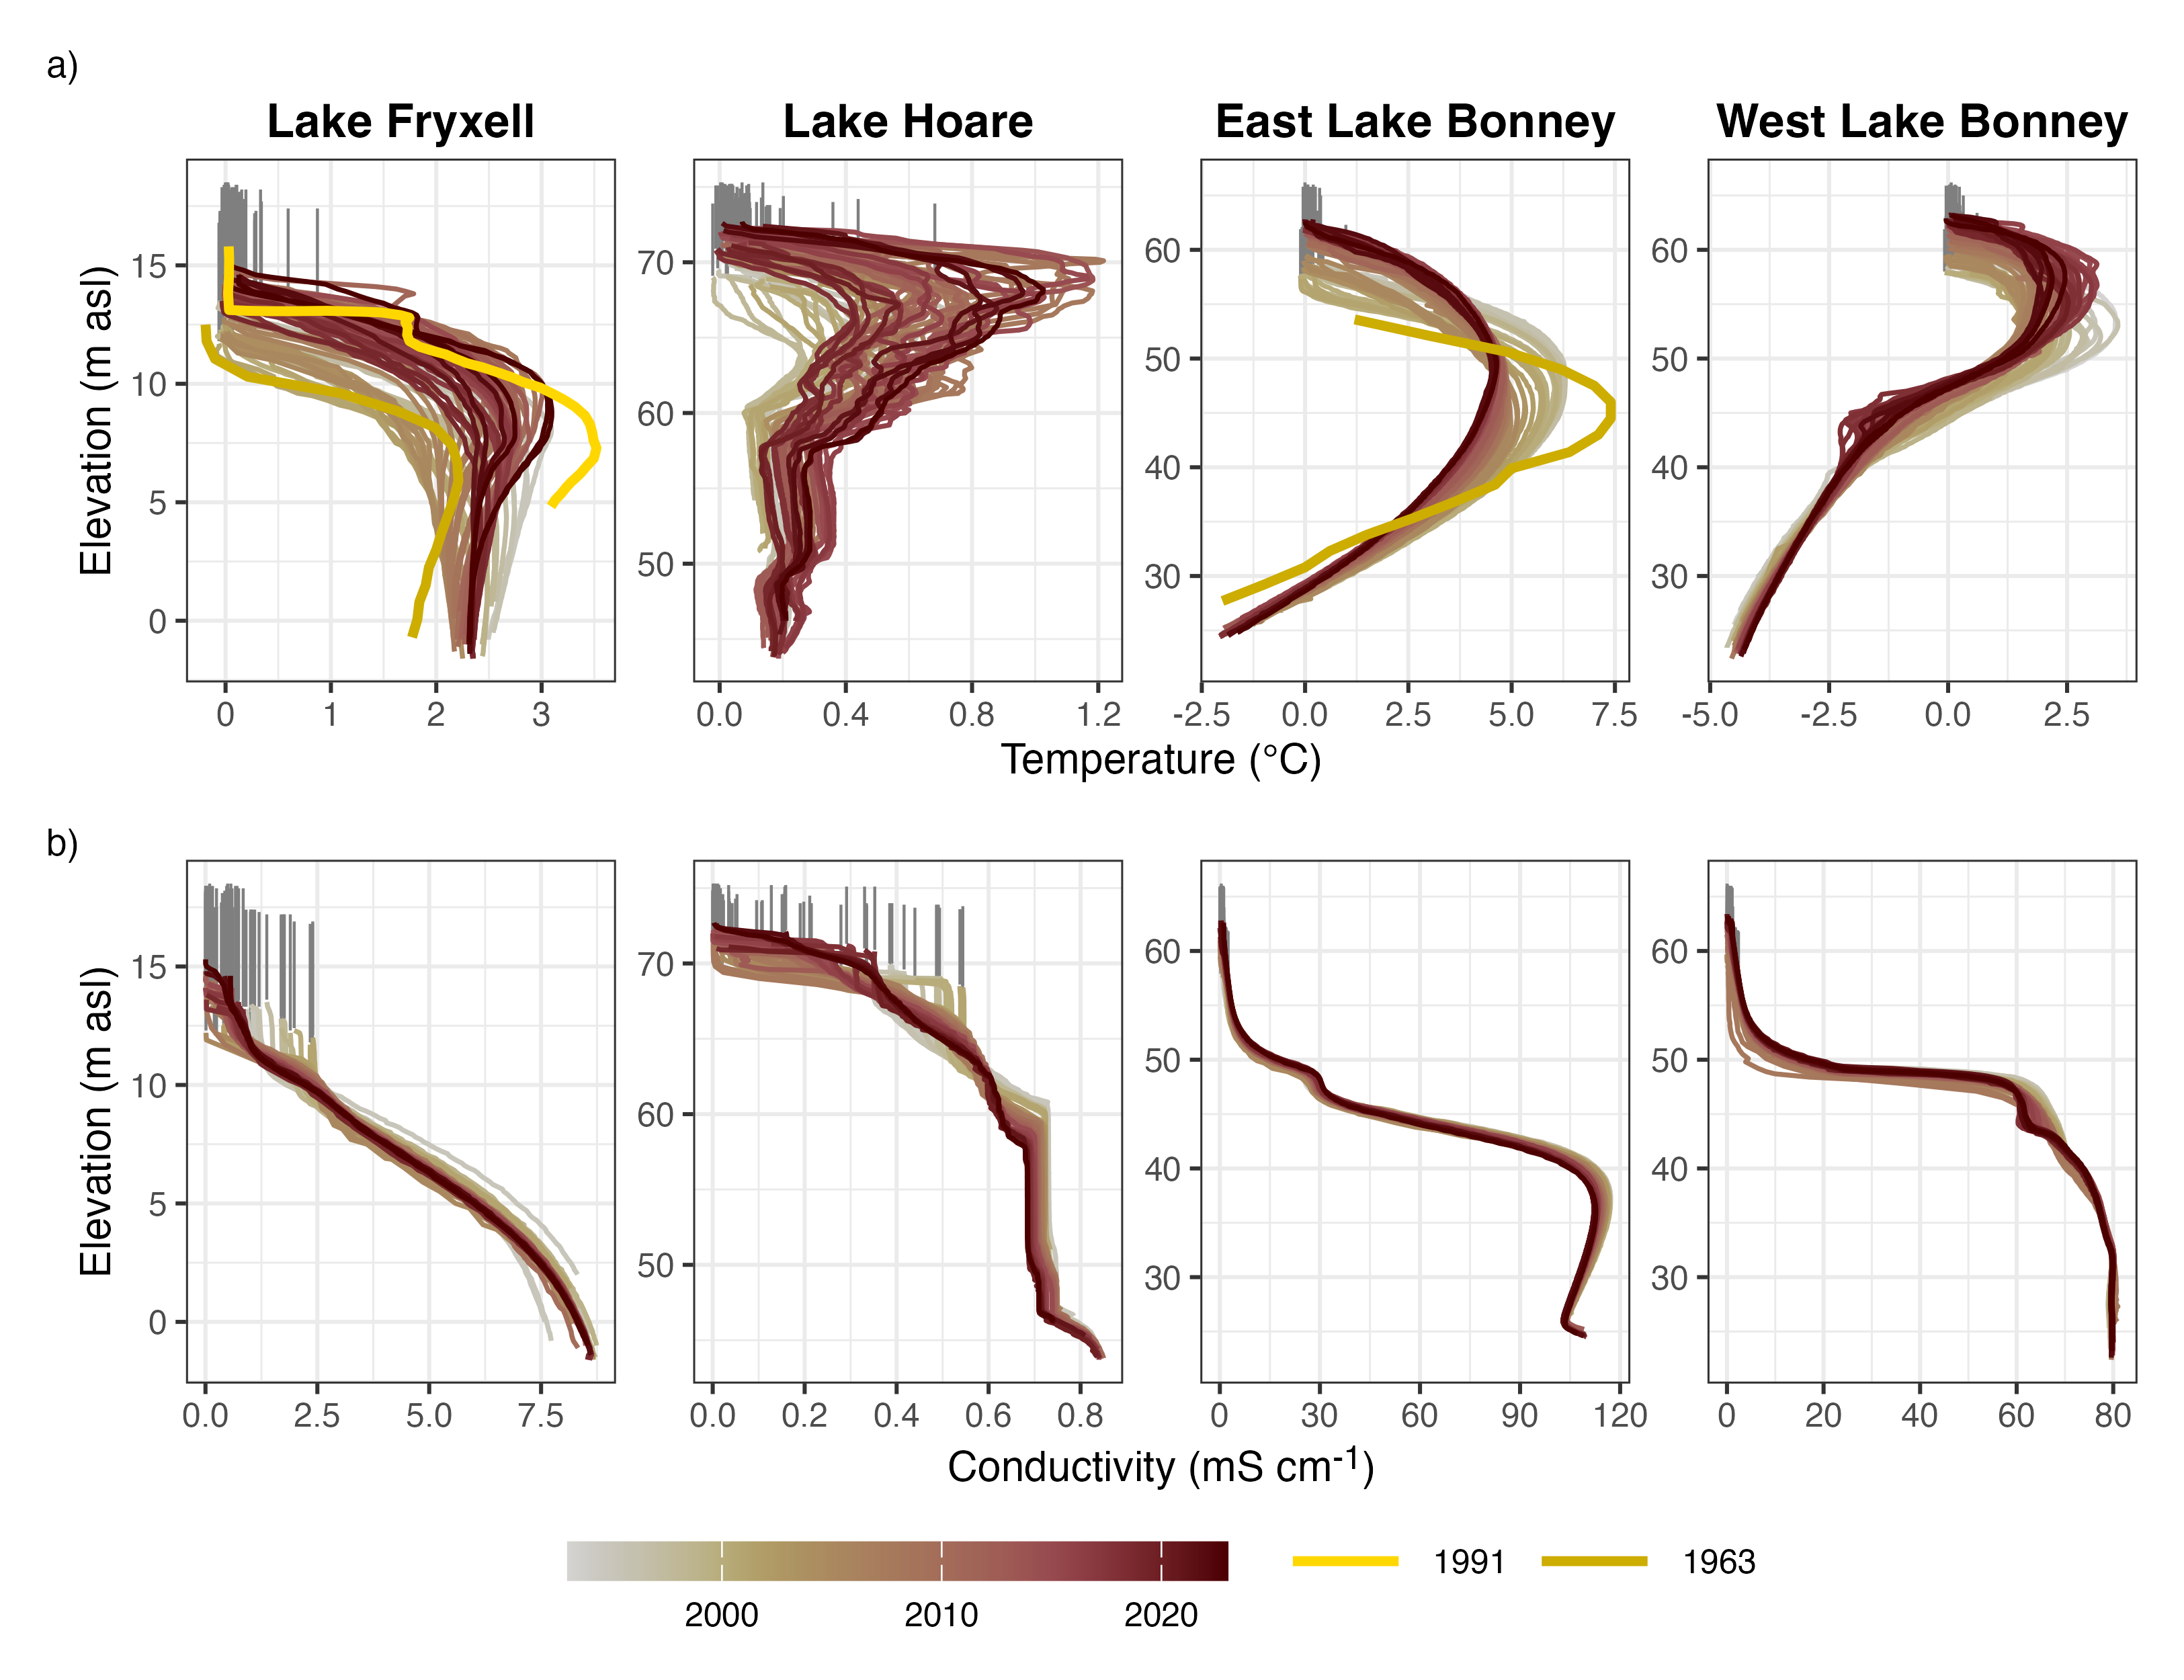 a)
Lake Fryxell Lake Hoare East Lake Bonney West Lake Bonney
Elevation (m asl)
15
10
5
0
70
60
50
60
50
40
30
60
50
40
30
0 1 2 3
0.0 0.4 0.8 1.2
-2.5 0.0 2.5 5.0 7.5
-5.0 -2.5 0.0 2.5
Temperature (°C)
b)
Elevation (m asl)
15
10
5
0
70
60
50
60
50
40
30
60
50
40
30
0.0 2.5 5.0 7.5
0.0 0.2 0.4 0.6 0.8
0 30 60 90 120
0 20 40 60 80
Conductivity (mS cm⁻¹)
2000 2010 2020
1991 1963